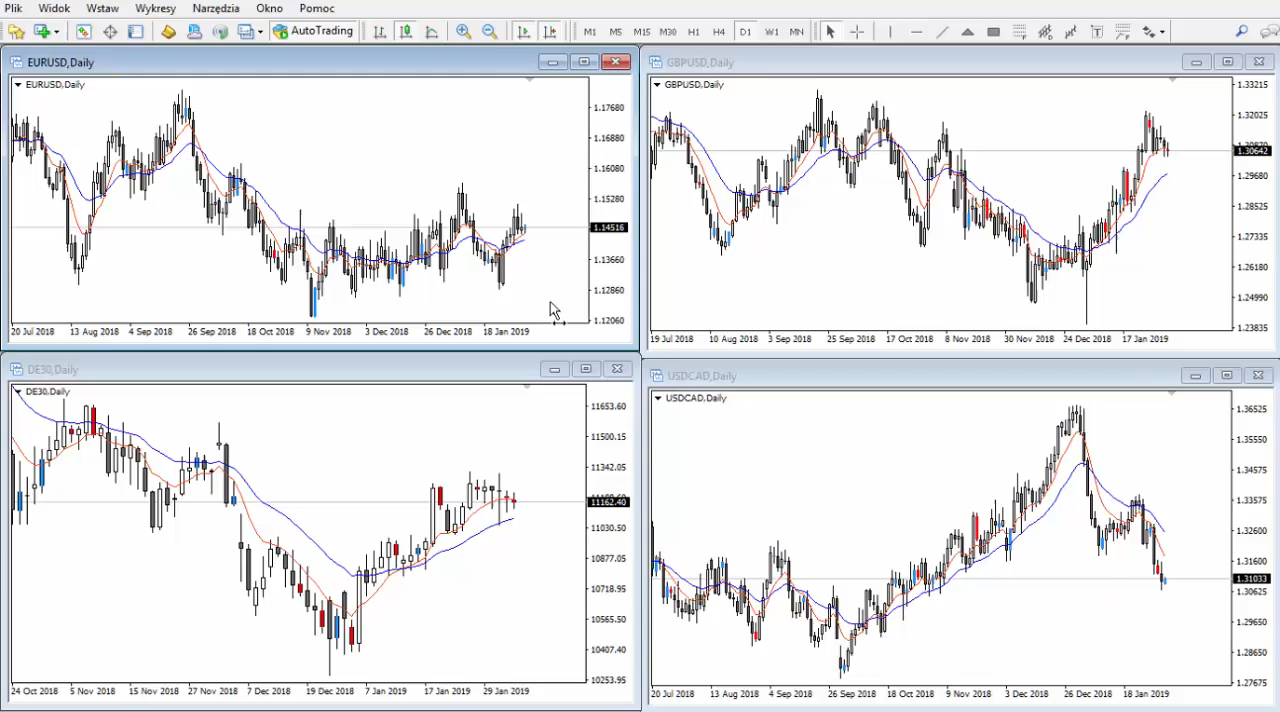 Plik Widok Wstaw Wykresy Narzędzia Okno Pomoc
AutoTrading M1 M5 M15 M30 H1 H4 D1 W1 MN
EURUSD,Daily
EURUSD,Daily
1.17680
1.16880
1.16080
1.15280
1.14516
1.13660
1.12860
1.12060
20 Jul 2018 13 Aug 2018 4 Sep 2018 26 Sep 2018 18 Oct 2018 9 Nov 2018 3 Dec 2018 26 Dec 2018 18 Jan 2019
GBPUSD,Daily
GBPUSD,Daily
1.33215
1.32025
1.30642
1.29680
1.28525
1.27335
1.26180
1.24990
1.23835
19 Jul 2018 10 Aug 2018 3 Sep 2018 25 Sep 2018 17 Oct 2018 8 Nov 2018 30 Nov 2018 24 Dec 2018 17 Jan 2019
DE30,Daily
DE30,Daily
11653.60
11500.15
11342.05
11162.40
11030.50
10877.05
10718.95
10565.50
10407.40
10253.95
24 Oct 2018 5 Nov 2018 15 Nov 2018 27 Nov 2018 7 Dec 2018 19 Dec 2018 7 Jan 2019 17 Jan 2019 29 Jan 2019
USDCAD,Daily
USDCAD,Daily
1.36525
1.35550
1.34575
1.33575
1.32600
1.31600
1.31033
1.30625
1.29650
1.28650
1.27675
20 Jul 2018 13 Aug 2018 4 Sep 2018 26 Sep 2018 18 Oct 2018 9 Nov 2018 3 Dec 2018 26 Dec 2018 18 Jan 2019